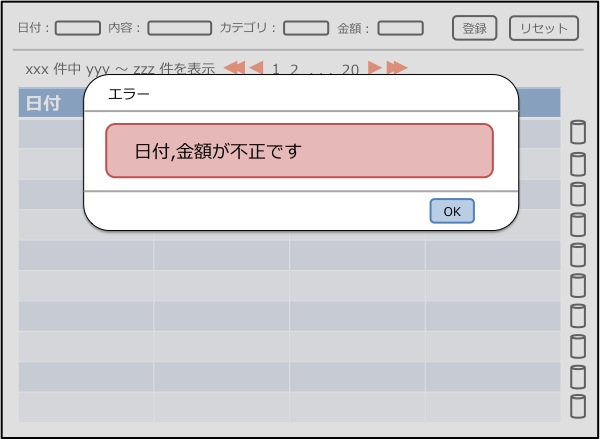 日付： 内容： カテゴリ： 金額： 登録 リセット
xxx 件中 yyy ～ zzz 件を表示 1 2 ... 20
エラー
日付
日付,金額が不正です
OK